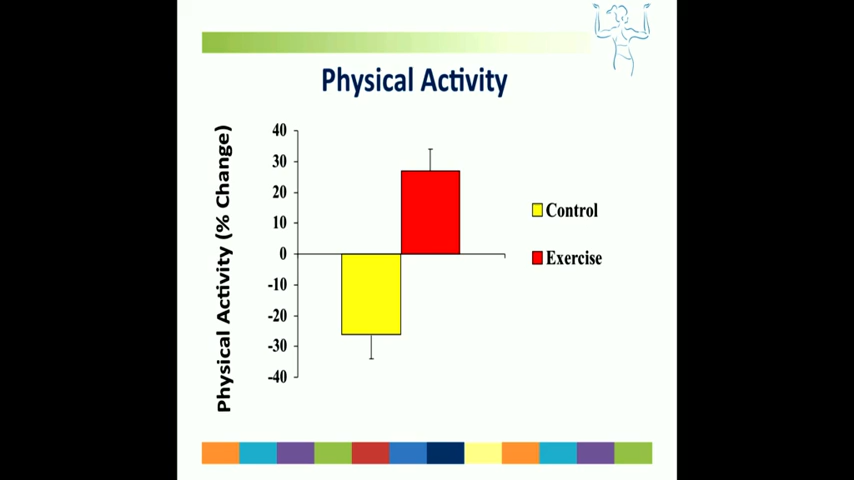 Physical Activity
Physical Activity (% Change)
40
30
20
10
0
-10
-20
-30
-40
Control
Exercise